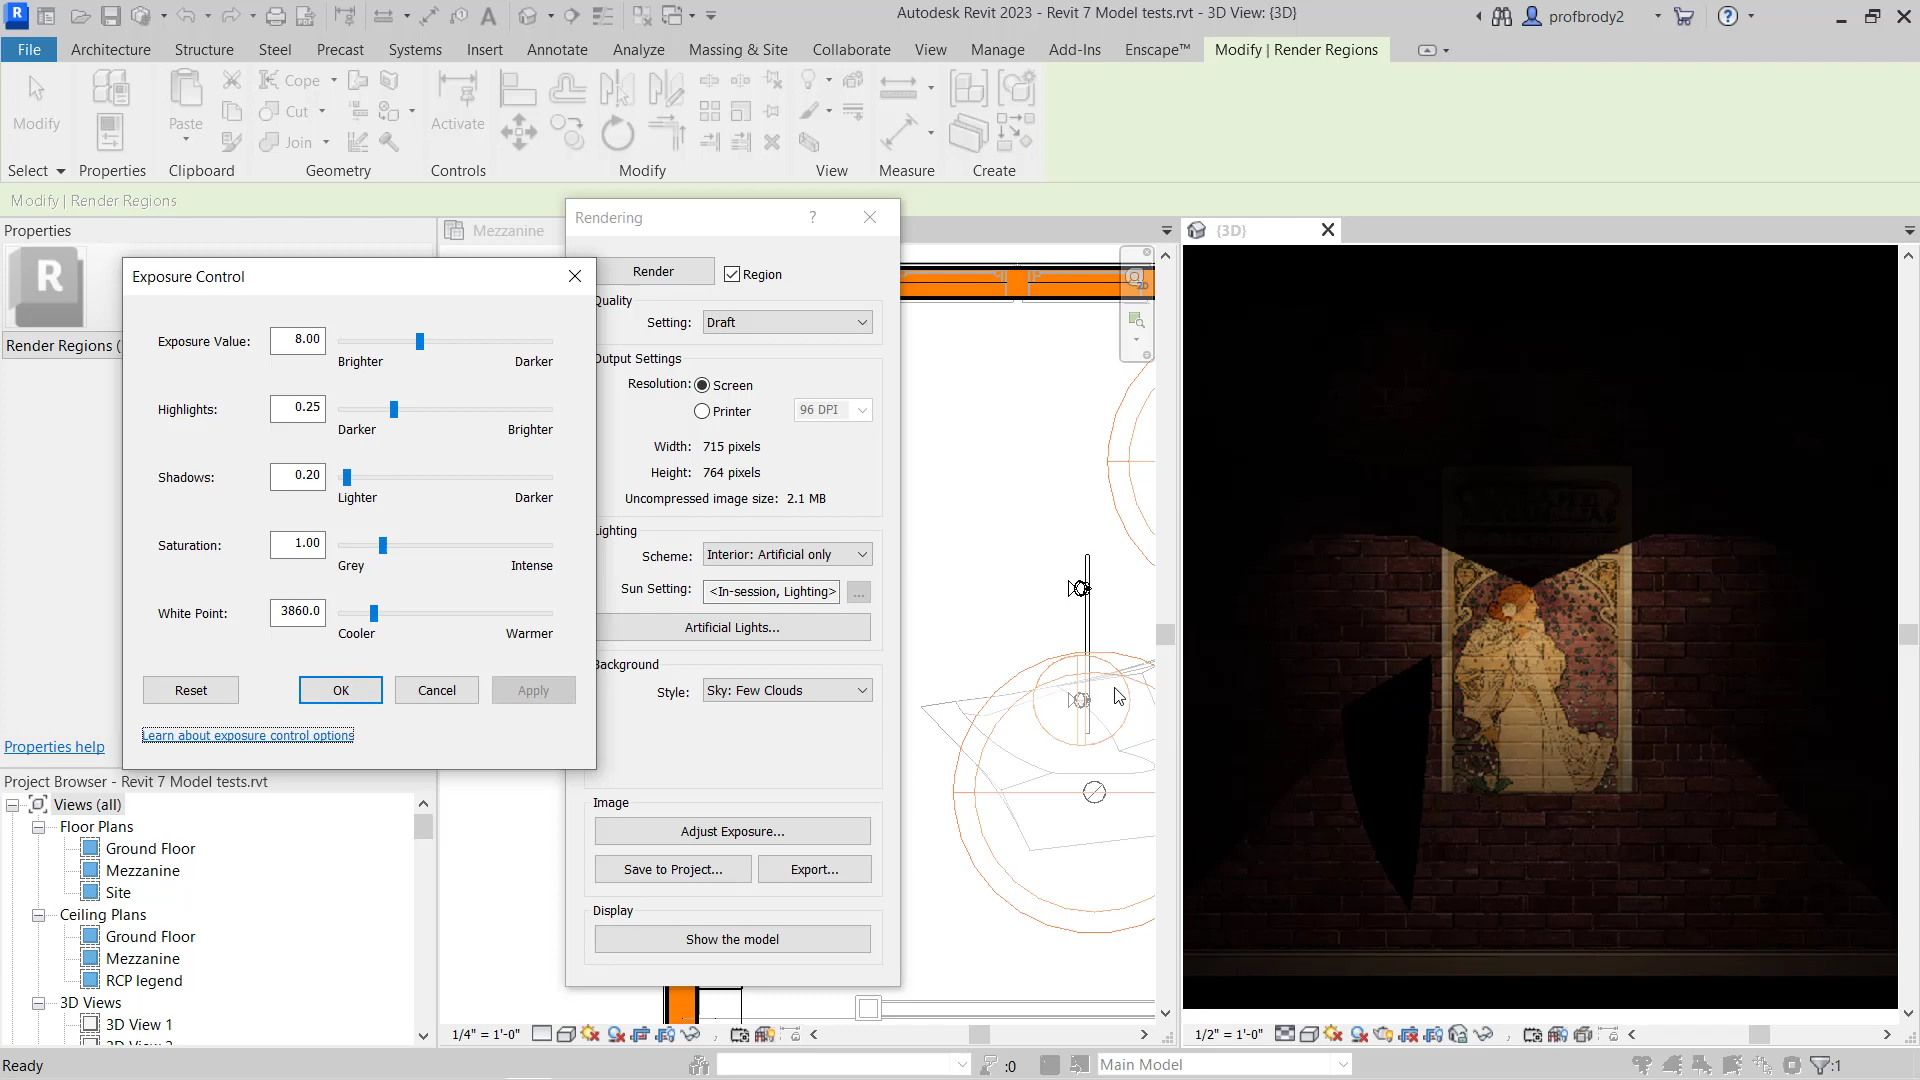 Autodesk Revit 2023 - Revit 7 Model tests.rvt - 3D View: {3D}
profbrody2
File
Architecture
Structure
Steel
Precast
Systems
Insert
Annotate
Analyze
Massing & Site
Collaborate
View
Manage
Add-Ins
Enscape™
Modify | Render Regions
Modify
Paste
Cope
Cut
Join
Activate
Select
Properties
Clipboard
Geometry
Controls
Modify
View
Measure
Create
Modify | Render Regions
Properties
R
Render Regions (
Properties help
Exposure Control
Exposure Value: 8.00
Brighter Darker
Highlights: 0.25
Darker Brighter
Shadows: 0.20
Lighter Darker
Saturation: 1.00
Grey Intense
White Point: 3860.0
Cooler Warmer
Reset OK Cancel Apply
Learn about exposure control options
Mezzanine
Rendering ?
Render Region
Quality
Setting: Draft
Output Settings
Resolution: Screen
Printer 96 DPI
Width: 715 pixels
Height: 764 pixels
Uncompressed image size: 2.1 MB
Lighting
Scheme: Interior: Artificial only
Sun Setting: <In-session, Lighting> ...
Artificial Lights...
Background
Style: Sky: Few Clouds
Image
Adjust Exposure...
Save to Project... Export...
Display
Show the model
2D
{3D}
Project Browser - Revit 7 Model tests.rvt
Views (all)
Floor Plans
Ground Floor
Mezzanine
Site
Ceiling Plans
Ground Floor
Mezzanine
RCP legend
3D Views
3D View 1
1/4" = 1'-0"
1/2" = 1'-0"
Ready
:0
Main Model
:1